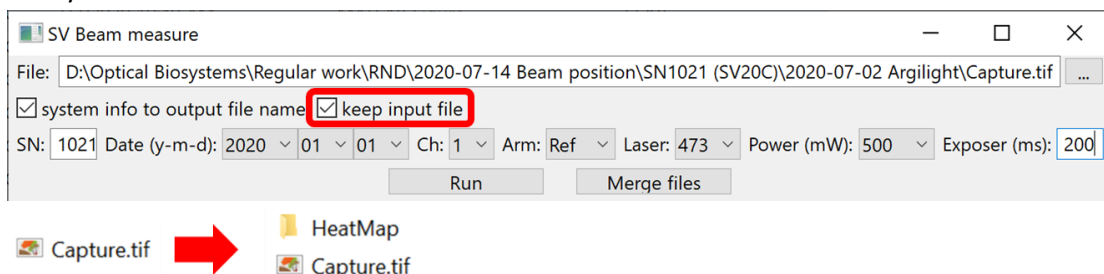 SV Beam measure
File: D:\Optical Biosystems\Regular work\RND\2020-07-14 Beam position\SN1021 (SV20C)\2020-07-02 Argilight\Capture.tif ...
system info to output file name keep input file
SN: 1021 Date (y-m-d): 2020 01 01 Ch: 1 Arm: Ref Laser: 473 Power (mW): 500 Exposer (ms): 200
Run Merge files
HeatMap
Capture.tif Capture.tif